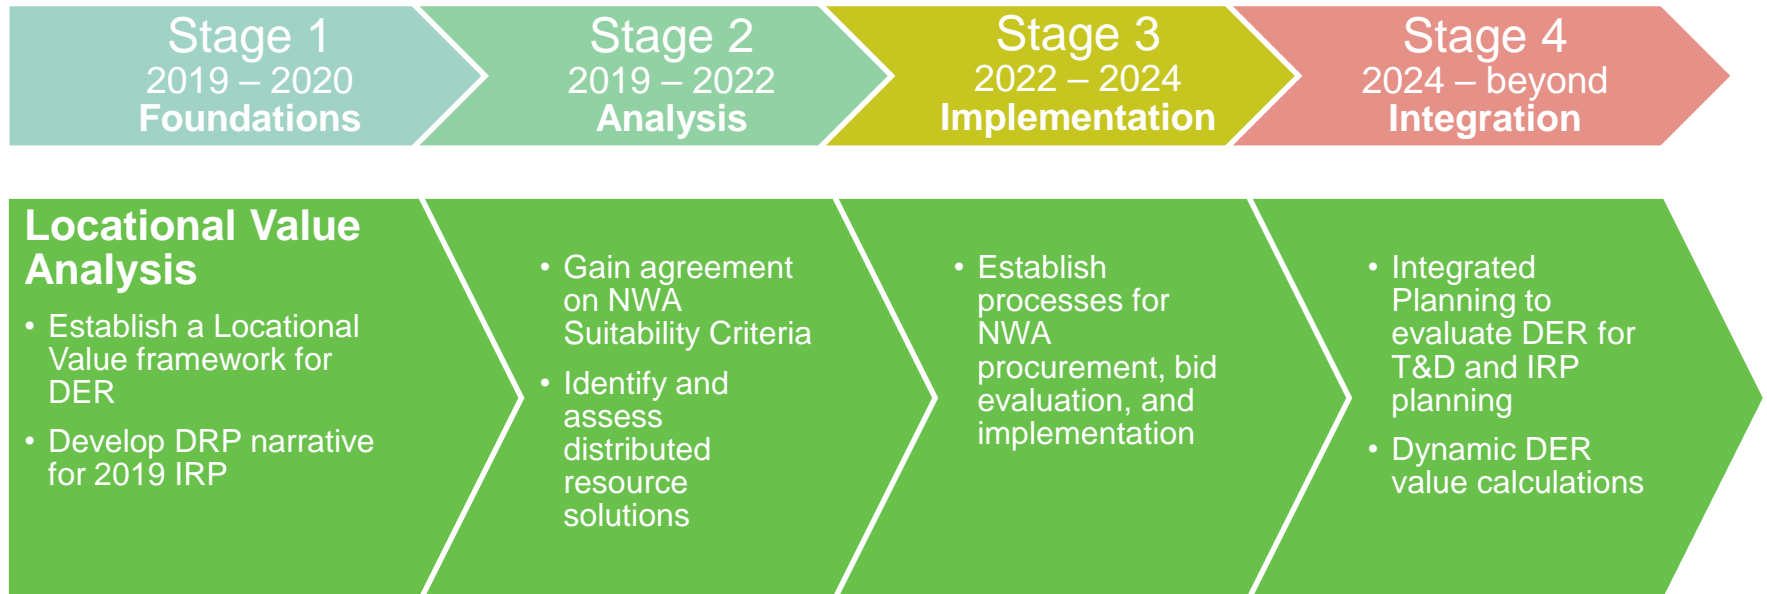 Stage 1
2019 – 2020
Foundations
Stage 2
2019 – 2022
Analysis
Stage 3
2022 – 2024
Implementation
Stage 4
2024 – beyond
Integration
Locational Value
Analysis
• Establish a Locational
Value framework for
DER
• Develop DRP narrative
for 2019 IRP
• Gain agreement
on NWA
Suitability Criteria
• Identify and
assess
distributed
resource
solutions
• Establish
processes for
NWA
procurement, bid
evaluation, and
implementation
• Integrated
Planning to
evaluate DER for
T&D and IRP
planning
• Dynamic DER
value calculations